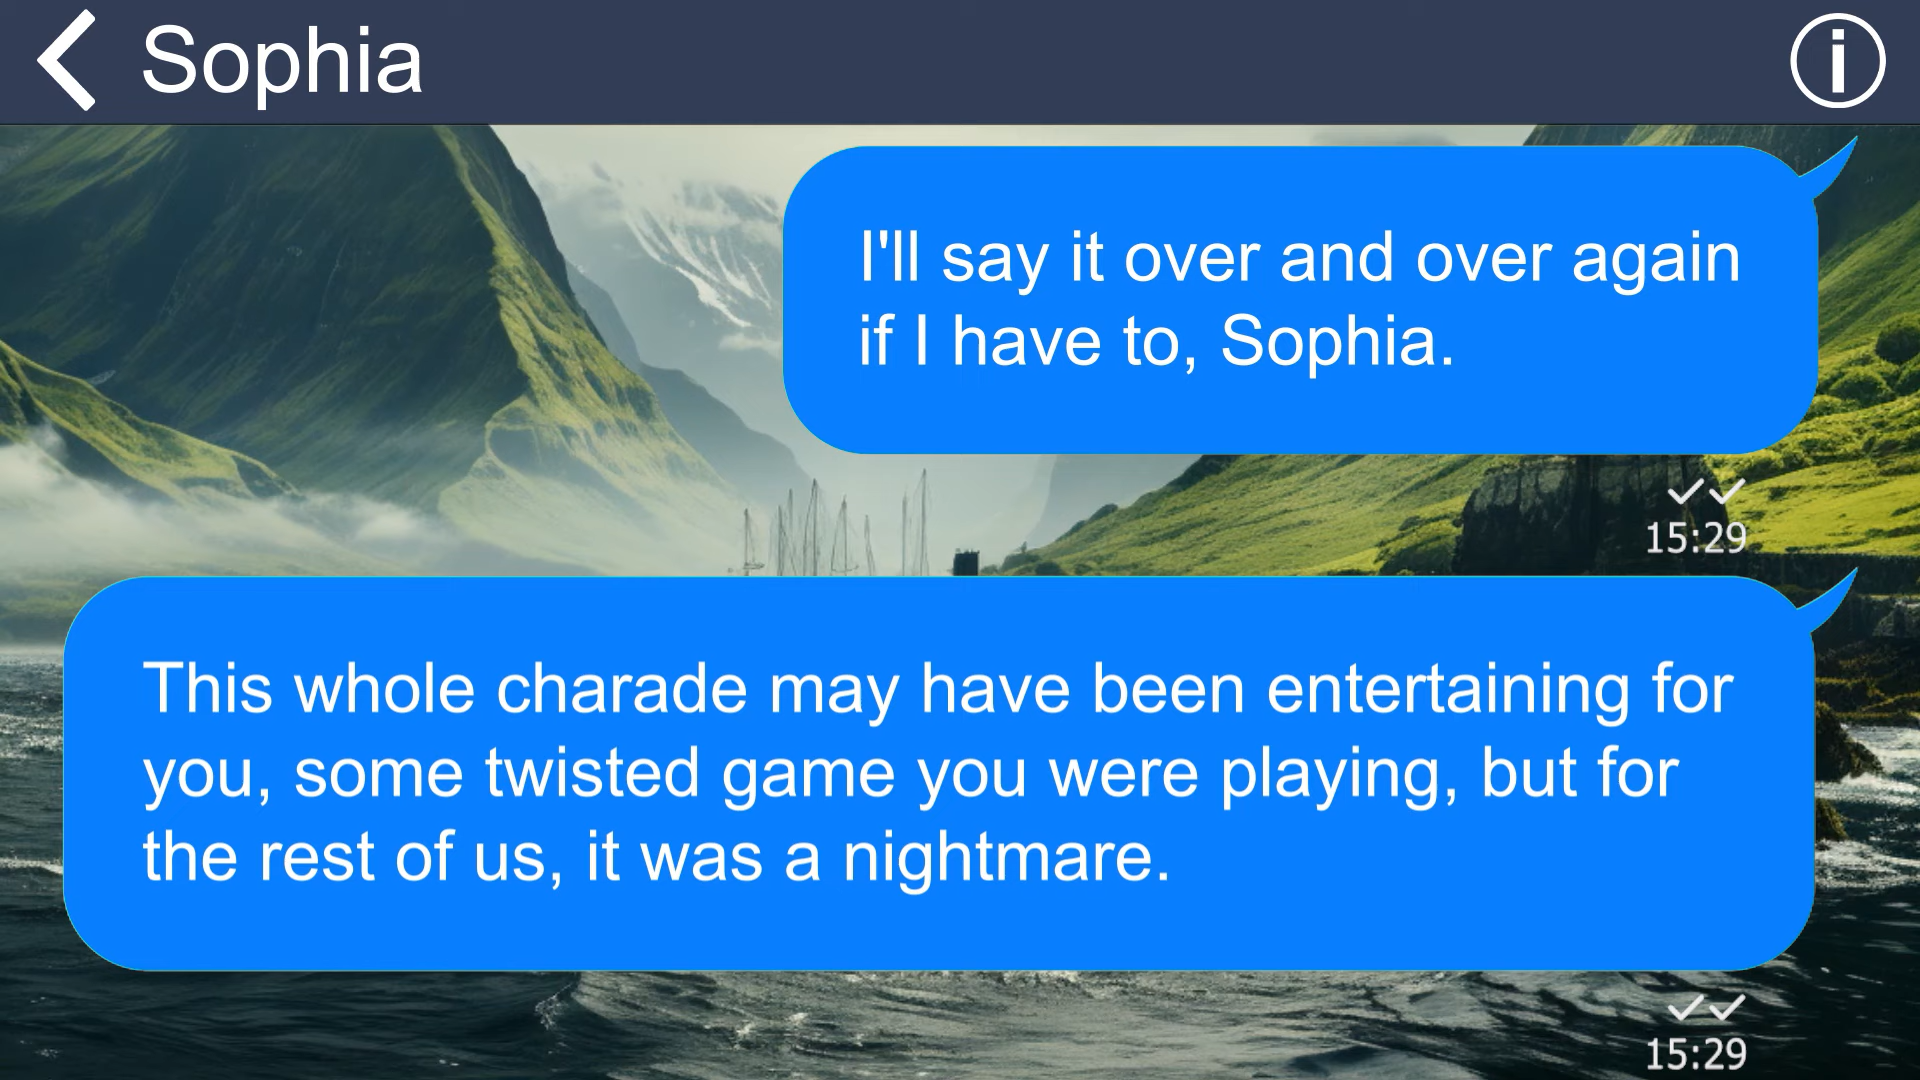 Sophia
I'll say it over and over again
if I have to, Sophia.
15:29
This whole charade may have been entertaining for
you, some twisted game you were playing, but for
the rest of us, it was a nightmare.
15:29